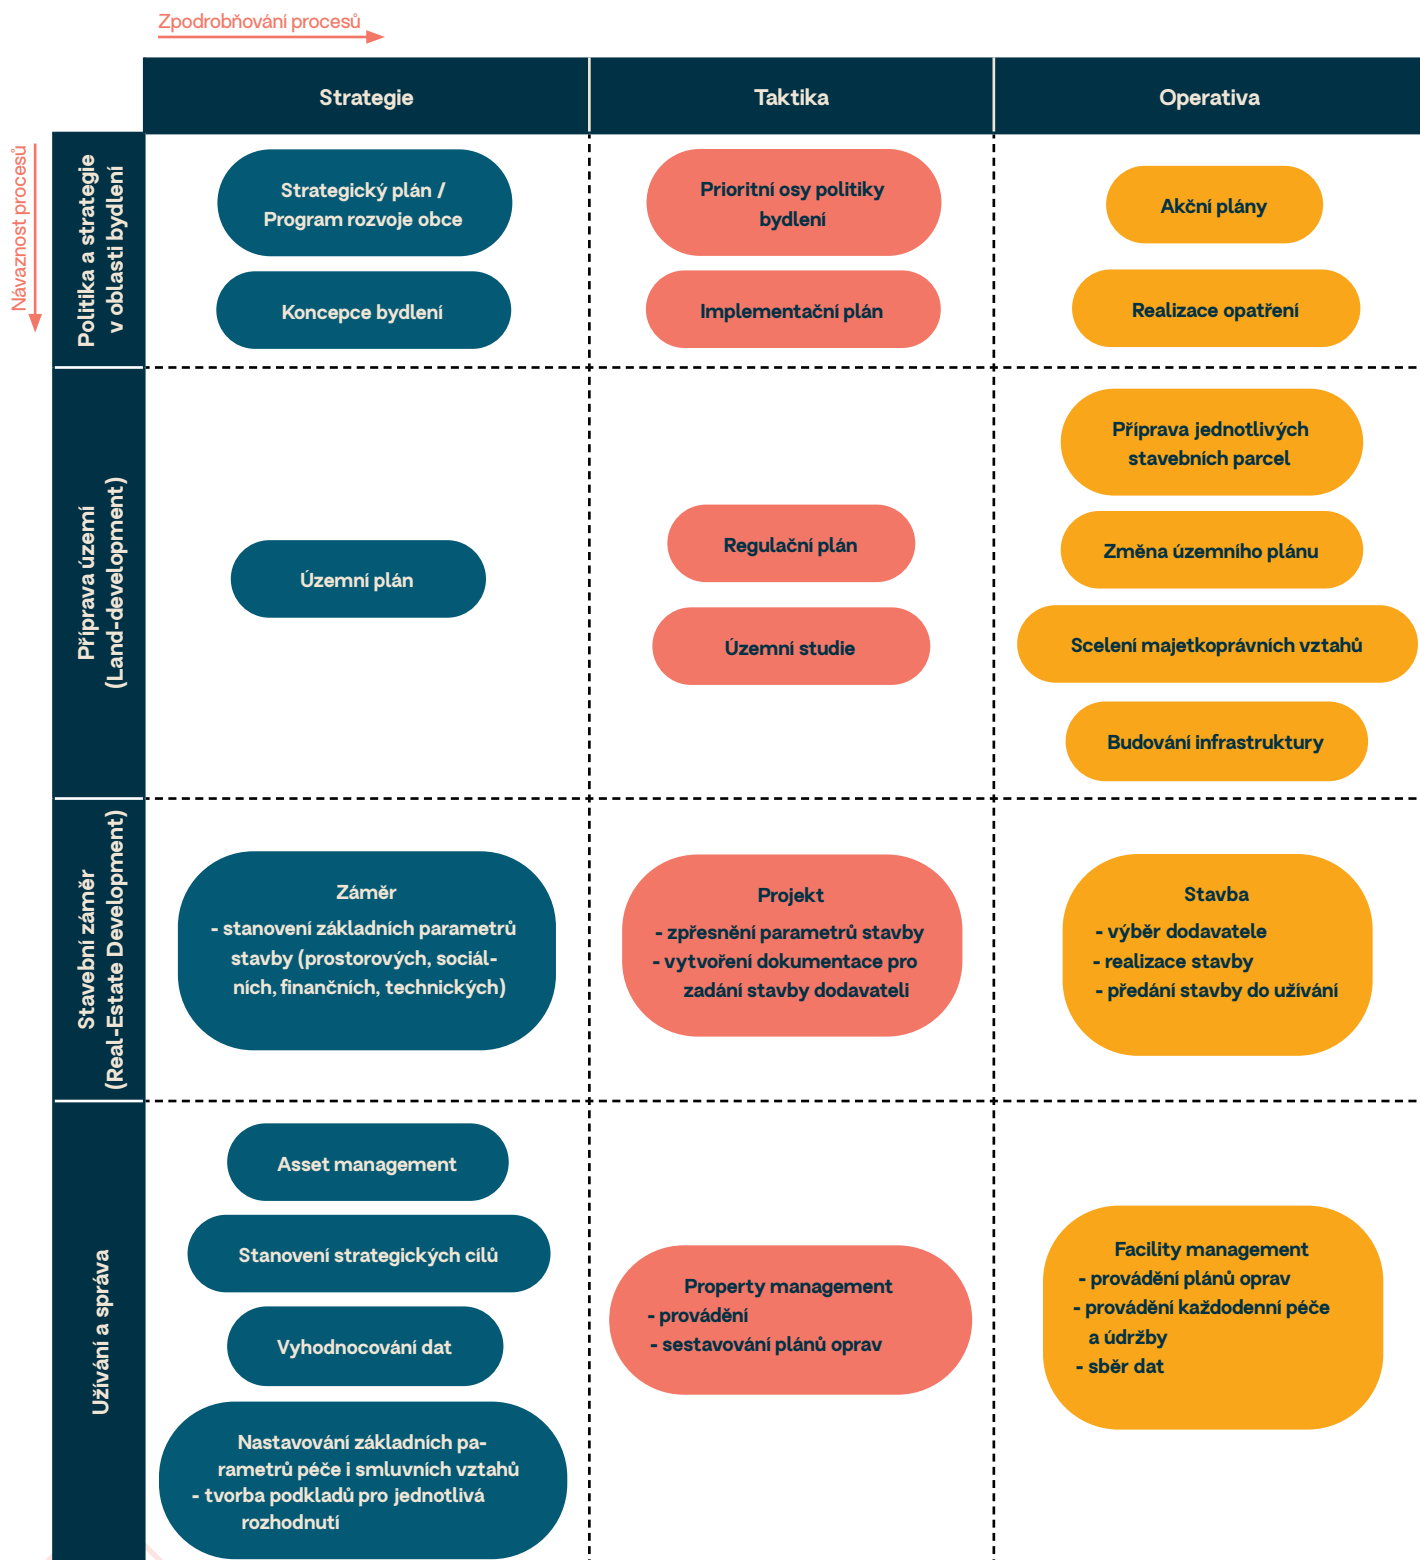 Zpodrobňování procesů
Návaznost procesů
Strategie
Taktika
Operativa
Politika a strategie
v oblasti bydlení
Strategický plán /
Program rozvoje obce
Koncepce bydlení
Prioritní osy politiky
bydlení
Implementační plán
Akční plány
Realizace opatření
Příprava území
(Land-development)
Územní plán
Regulační plán
Územní studie
Příprava jednotlivých
stavebních parcel
Změna územního plánu
Scelení majetkoprávních vztahů
Budování infrastruktury
Stavební záměr
(Real-Estate Development)
Záměr
- stanovení základních parametrů
stavby (prostorových, sociál-
ních, finančních, technických)
Projekt
- zpřesnění parametrů stavby
- vytvoření dokumentace pro
zadání stavby dodavateli
Stavba
- výběr dodavatele
- realizace stavby
- předání stavby do užívání
Užívání a správa
Asset management
Stanovení strategických cílů
Vyhodnocování dat
Nastavování základních pa-
rametrů péče i smluvních vztahů
- tvorba podkladů pro jednotlivá
rozhodnutí
Property management
- provádění
- sestavování plánů oprav
Facility management
- provádění plánů oprav
- provádění každodenní péče
a údržby
- sběr dat